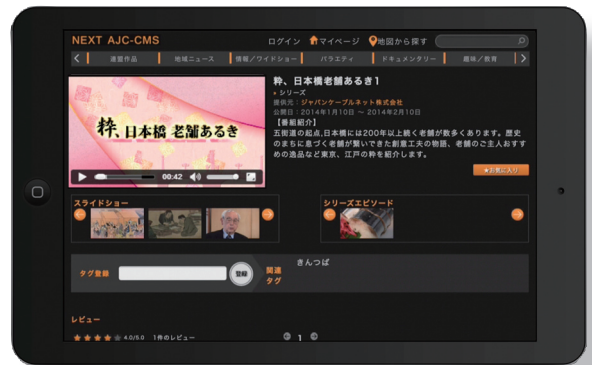 NEXT AJC-CMS
ログイン マイページ 地図から探す
連盟作品 地域ニュース 情報/ワイドショー バラエティ ドキュメンタリー 趣味/教育
粋、日本橋老舗あるき1
シリーズ
提供元:ジャパンケーブルネット株式会社
公開日:2014年1月10日 ~ 2014年2月10日
【番組紹介】
五街道の起点,日本橋には200年以上続く老舗が数多くあります。歴史
のまちに息づく老舗が繋いできた創意工夫の物語、老舗のご主人おすす
めの逸品など東京、江戸の粋を紹介します。
粋、日本橋 老舗あるき
00:42
★お気に入り
スライドショー
シリーズエピソード
タグ登録 登録 関連
タグ
きんつば
レビュー
4.0/5.0 1件のレビュー 1